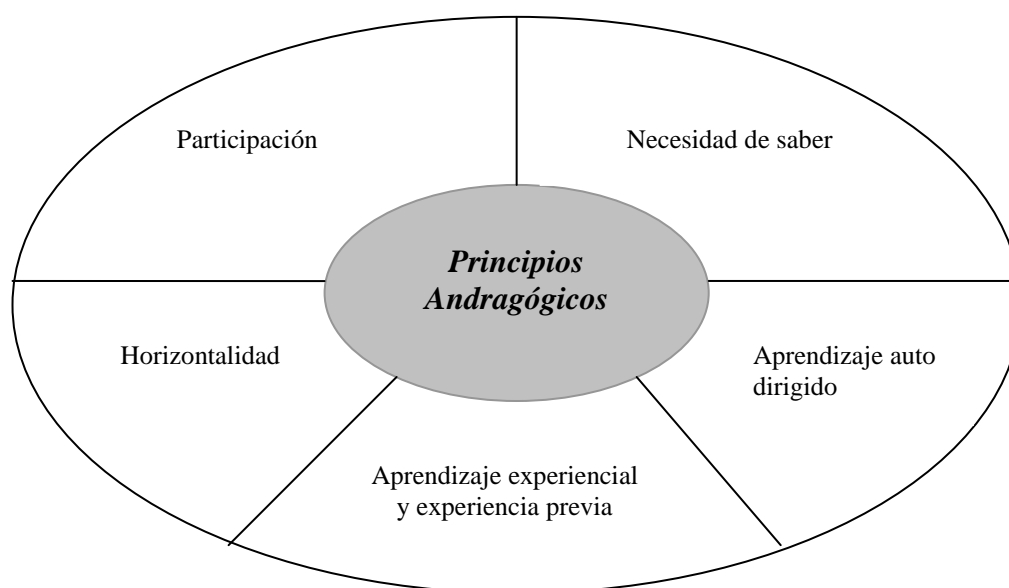 Participación
Necesidad de saber
Principios
Andragógicos
Horizontalidad
Aprendizaje auto
dirigido
Aprendizaje experiencial
y experiencia previa